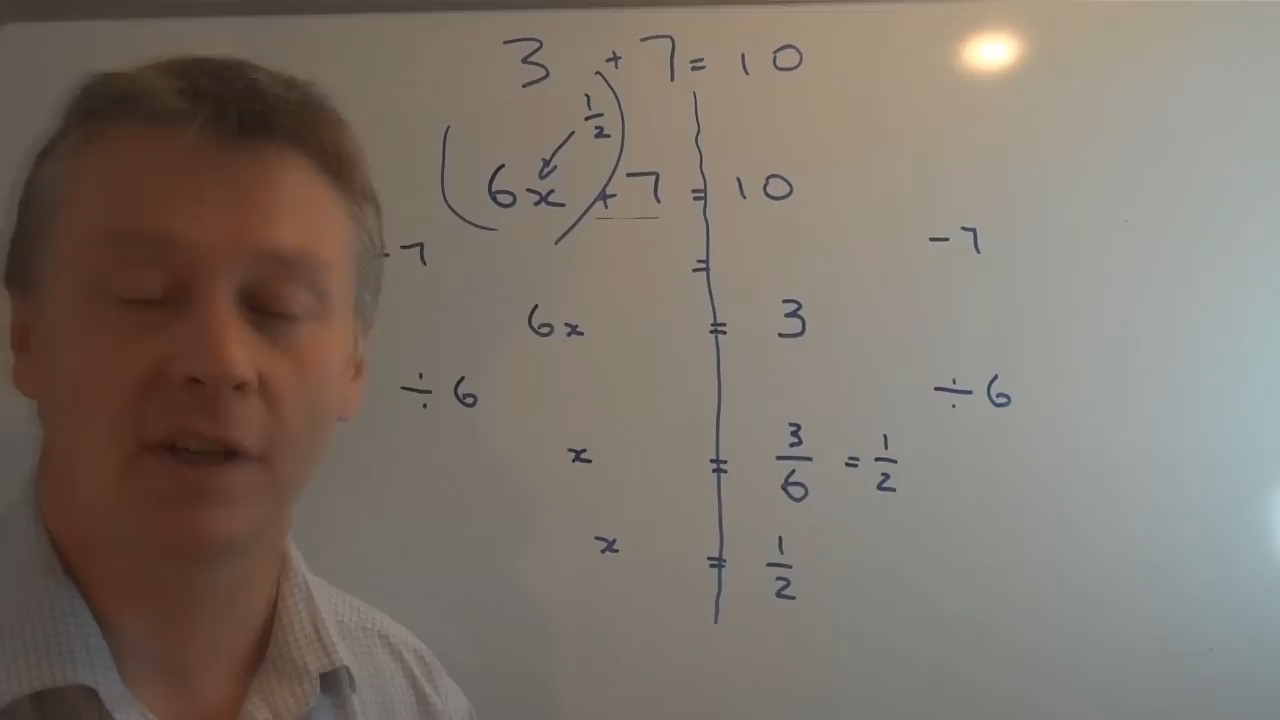 3 + 7 = 10
1/2
(6x) + 7 = 10
- 7 - 7
=
6x = 3
÷ 6 ÷ 6
x = 3/6 = 1/2
x = 1/2